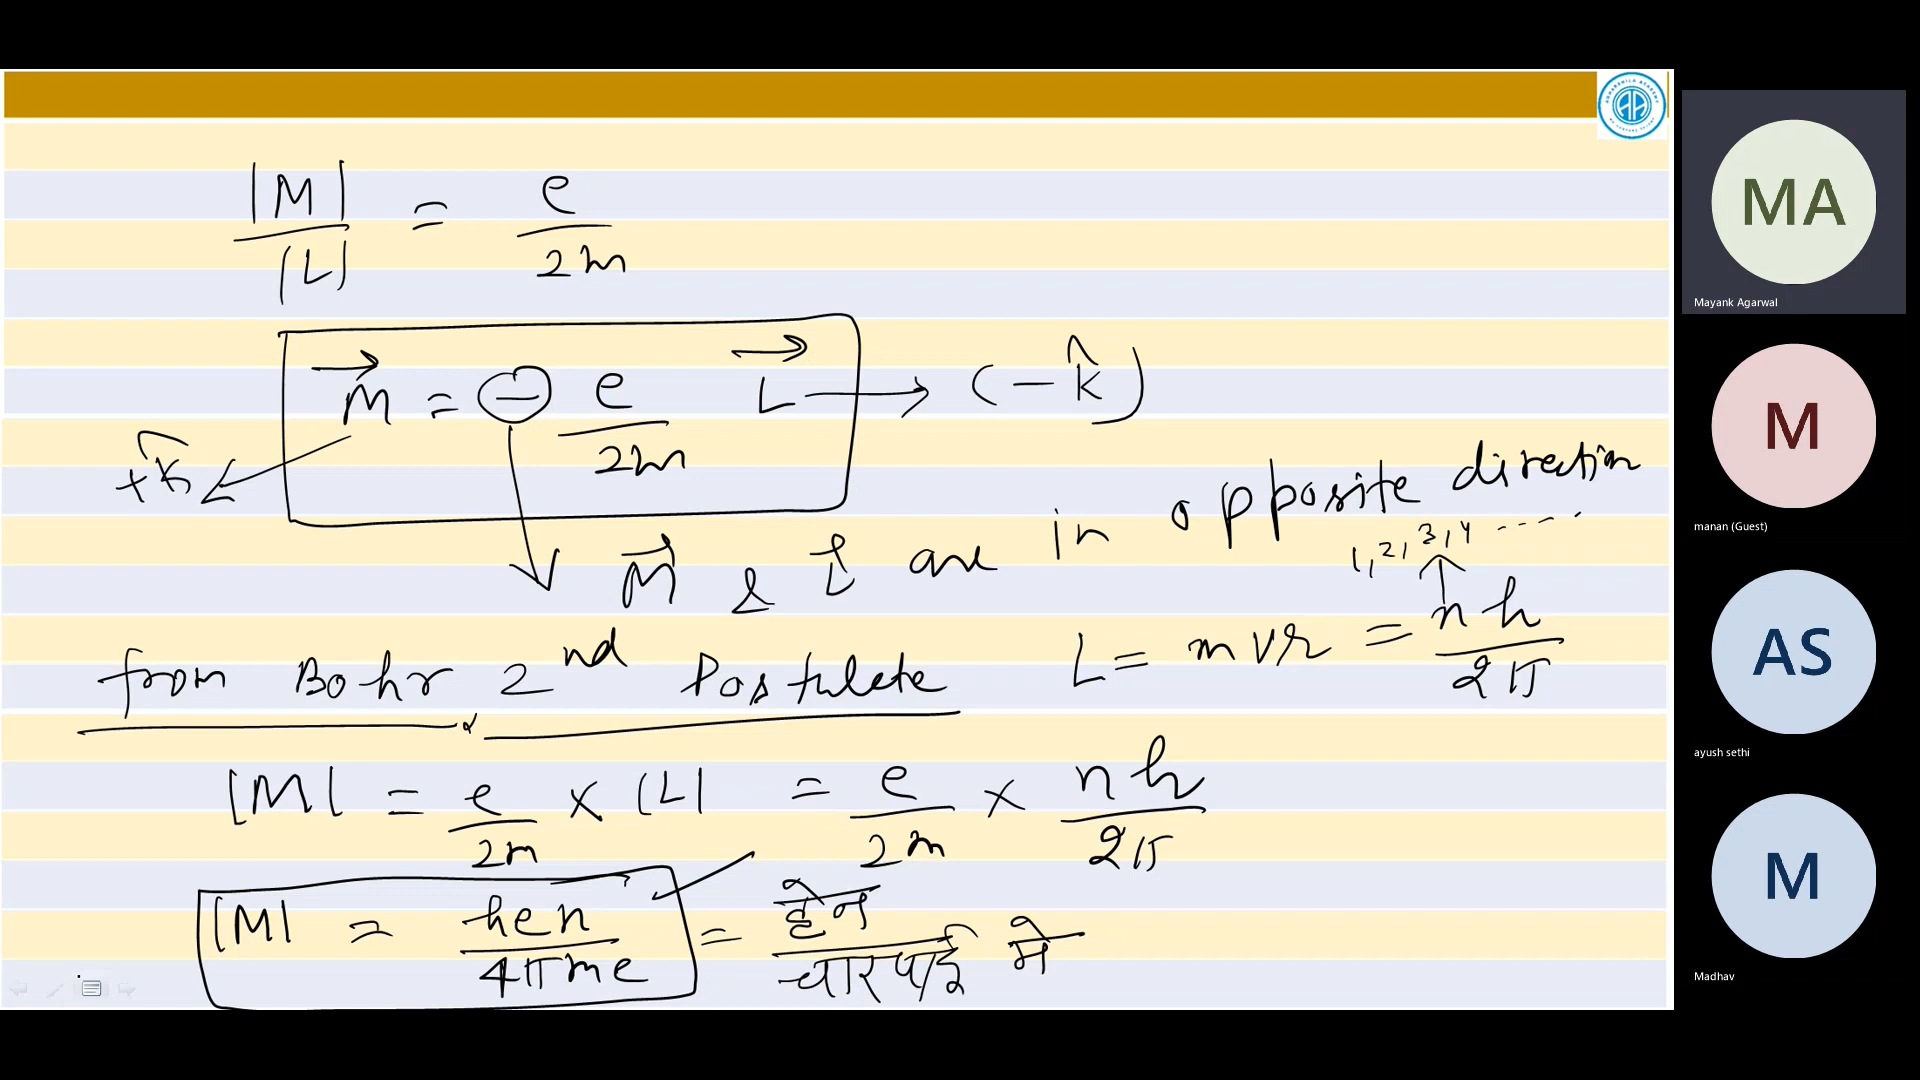 |M| / |L| = e / 2m
M⃗ = - e / 2m L⃗ → (-k̂)
+k̂
M⃗ & L⃗ are in opposite direction
1, 2, 3, 4 ----.
from Bohr 2nd Postulate L = mvr = nh / 2π
|M| = e / 2m × |L| = e / 2m × nh / 2π
|M| = hen / 4πme = हेन / चारपाई मे
MA
Mayank Agarwal
M
manan (Guest)
AS
ayush sethi
M
Madhav